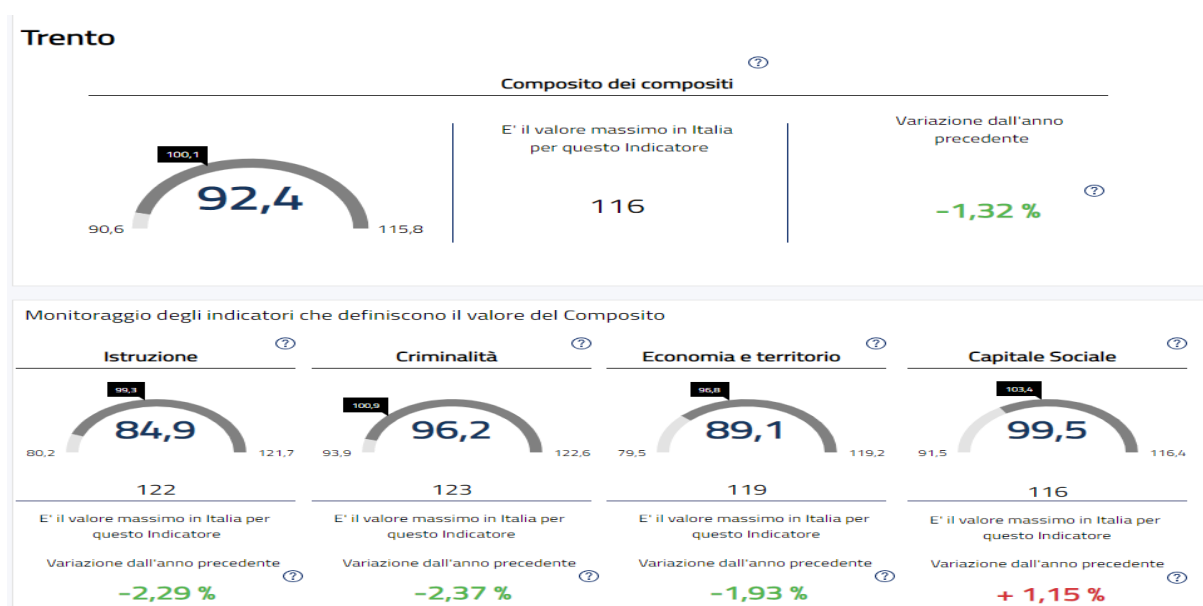 Trento
?
Composito dei compositi
100,1
92,4
90,6
115,8
E' il valore massimo in Italia
per questo Indicatore
116
Variazione dall'anno
precedente
?
-1,32 %
Monitoraggio degli indicatori che definiscono il valore del Composito
?
Istruzione
99,3
84,9
80,2
121,7
122
E' il valore massimo in Italia per
questo Indicatore
Variazione dall'anno precedente
?
-2,29 %
?
Criminalità
100,9
96,2
93,9
122,6
123
E' il valore massimo in Italia per
questo Indicatore
Variazione dall'anno precedente
?
-2,37 %
?
Economia e territorio
96,8
89,1
79,5
119,2
119
E' il valore massimo in Italia per
questo Indicatore
Variazione dall'anno precedente
?
-1,93 %
?
Capitale Sociale
103,4
99,5
91,5
116,4
116
E' il valore massimo in Italia per
questo Indicatore
Variazione dall'anno precedente
?
+ 1,15 %